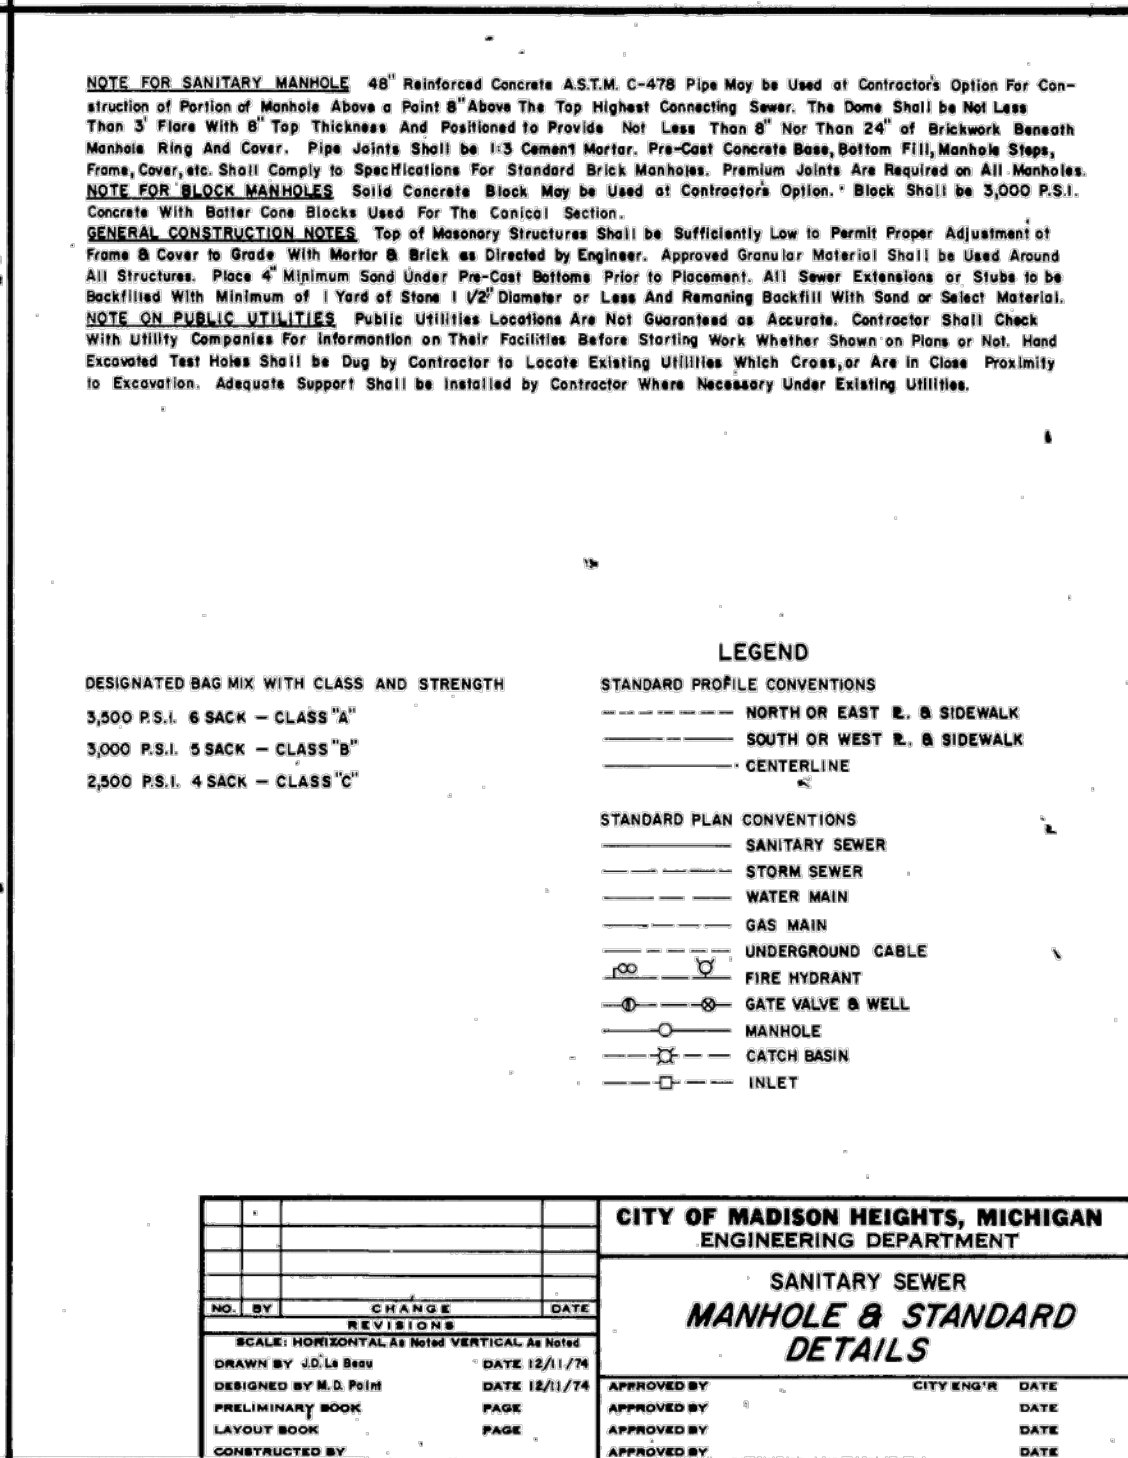 NOTE FOR SANITARY MANHOLE 48" Reinforced Concrete A.S.T.M. C-478 Pipe May be Used at Contractor's Option For Con-
struction of Portion of Manhole Above a Point 8" Above The Top Highest Connecting Sewer. The Dome Shall be Not Less
Than 3' Flare With 8" Top Thickness And Positioned to Provide Not Less Than 8" Nor Than 24" of Brickwork Beneath
Manhole Ring And Cover. Pipe Joints Shall be 1:3 Cement Mortar. Pre-Cast Concrete Base, Bottom Fill, Manhole Steps,
Frame, Cover, etc. Shall Comply to Specifications For Standard Brick Manholes. Premium Joints Are Required on All Manholes.
NOTE FOR BLOCK MANHOLES Solid Concrete Block May be Used at Contractor's Option. Block Shall be 3,000 P.S.I.
Concrete With Batter Cone Blocks Used For The Conical Section.
GENERAL CONSTRUCTION NOTES Top of Masonary Structures Shall be Sufficiently Low to Permit Proper Adjustment of
Frame & Cover to Grade With Mortor & Brick as Directed by Engineer. Approved Granular Material Shall be Used Around
All Structures. Place 4" Minimum Sand Under Pre-Cast Bottoms Prior to Placement. All Sewer Extensions or Stubs to be
Backfilled With Minimum of 1 Yard of Stone 1 1/2" Diameter or Less And Remaning Backfill With Sand or Select Material.
NOTE ON PUBLIC UTILITIES Public Utilities Locations Are Not Guaranteed as Accurate. Contractor Shall Check
With Utility Companies For Informantion on Their Facilities Before Starting Work Whether Shown on Plans or Not. Hand
Excavated Test Holes Shall be Dug by Contractor to Locate Existing Utilities Which Cross, or Are in Close Proximity
to Excavation. Adequate Support Shall be Installed by Contractor Where Necessary Under Existing Utilities.
DESIGNATED BAG MIX WITH CLASS AND STRENGTH
3,500 P.S.I. 6 SACK — CLASS "A"
3,000 P.S.I. 5 SACK — CLASS "B"
2,500 P.S.I. 4 SACK — CLASS "C"
LEGEND
STANDARD PROFILE CONVENTIONS
NORTH OR EAST & SIDEWALK
SOUTH OR WEST & SIDEWALK
CENTERLINE
STANDARD PLAN CONVENTIONS
SANITARY SEWER
STORM SEWER
WATER MAIN
GAS MAIN
UNDERGROUND CABLE
FIRE HYDRANT
GATE VALVE & WELL
MANHOLE
CATCH BASIN
INLET
NO. BY CHANGE DATE
REVISIONS
SCALE: HORIZONTAL As Noted VERTICAL As Noted
DRAWN BY J.D. Le Beau DATE 12/11/74
DESIGNED BY M.D. Point DATE 12/11/74
PRELIMINARY BOOK PAGE
LAYOUT BOOK PAGE
CONSTRUCTED BY
CITY OF MADISON HEIGHTS, MICHIGAN
ENGINEERING DEPARTMENT
SANITARY SEWER
MANHOLE & STANDARD
DETAILS
APPROVED BY CITY ENG'R DATE
APPROVED BY DATE
APPROVED BY DATE
APPROVED BY DATE